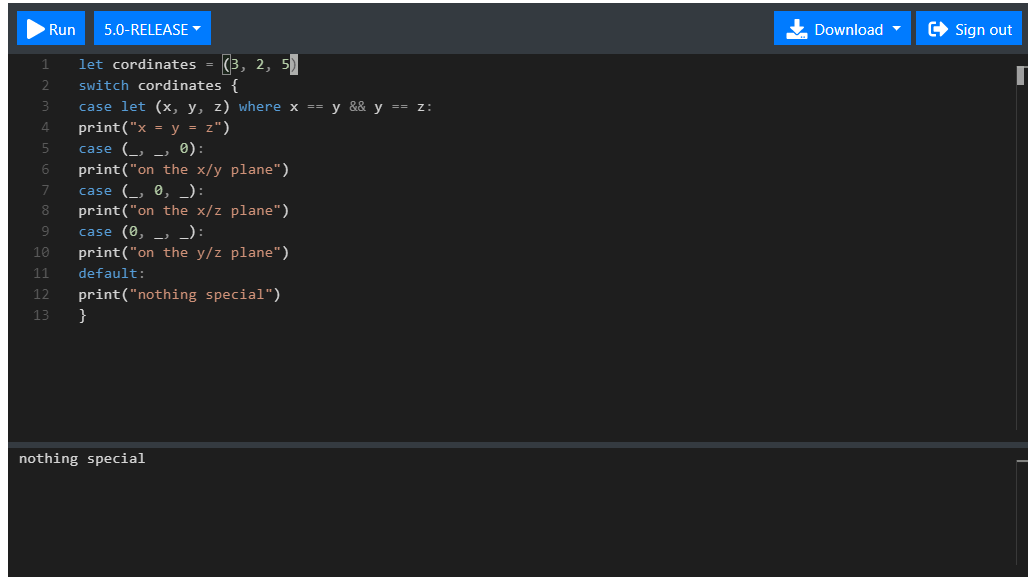 Run 5.0-RELEASE Download Sign out
1 let cordinates = (3, 2, 5)
2 switch cordinates {
3 case let (x, y, z) where x == y && y == z:
4 print("x = y = z")
5 case (_, _, 0):
6 print("on the x/y plane")
7 case (_, 0, _):
8 print("on the x/z plane")
9 case (0, _, _):
10 print("on the y/z plane")
11 default:
12 print("nothing special")
13 }
nothing special